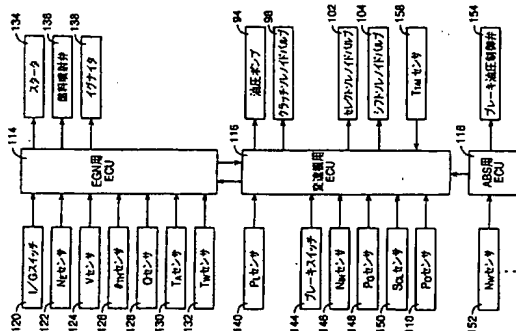 134
スタータ
136
燃料噴射弁
138
イグナイタ
114
EGN用
ECU
120
I/Gスイッチ
122
NEセンサ
124
Vセンサ
126
θTHセンサ
128
Oセンサ
130
TAセンサ
132
TWセンサ
94
油圧ポンプ
98
クラッチソレノイドバルブ
102
セレクトソレノイドバルブ
104
シフトソレノイドバルブ
158
TTMセンサ
116
変速機用
ECU
140
PLセンサ
144
ブレーキスイッチ
146
NMセンサ
148
POセンサ
150
SCLセンサ
110
センサ
154
ブレーキ油圧制御弁
118
ABS用
ECU
152
NWセンサ